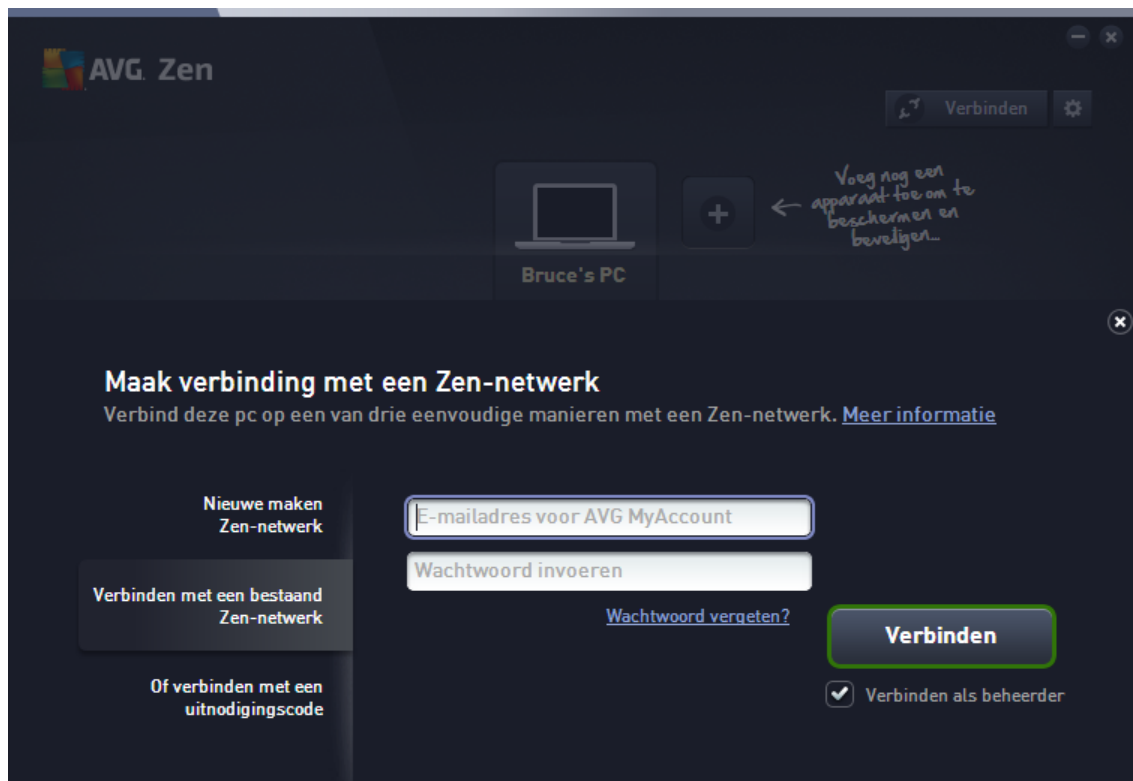 AVG. Zen
Verbinden
Voeg nog een
apparaat toe om te
beschermen en
beveiligen...
Bruce's PC
Maak verbinding met een Zen-netwerk
Verbind deze pc op een van drie eenvoudige manieren met een Zen-netwerk. Meer informatie
Nieuwe maken
Zen-netwerk
Verbinden met een bestaand
Zen-netwerk
Of verbinden met een
uitnodigingscode
E-mailadres voor AVG MyAccount
Wachtwoord invoeren
Wachtwoord vergeten?
Verbinden
Verbinden als beheerder